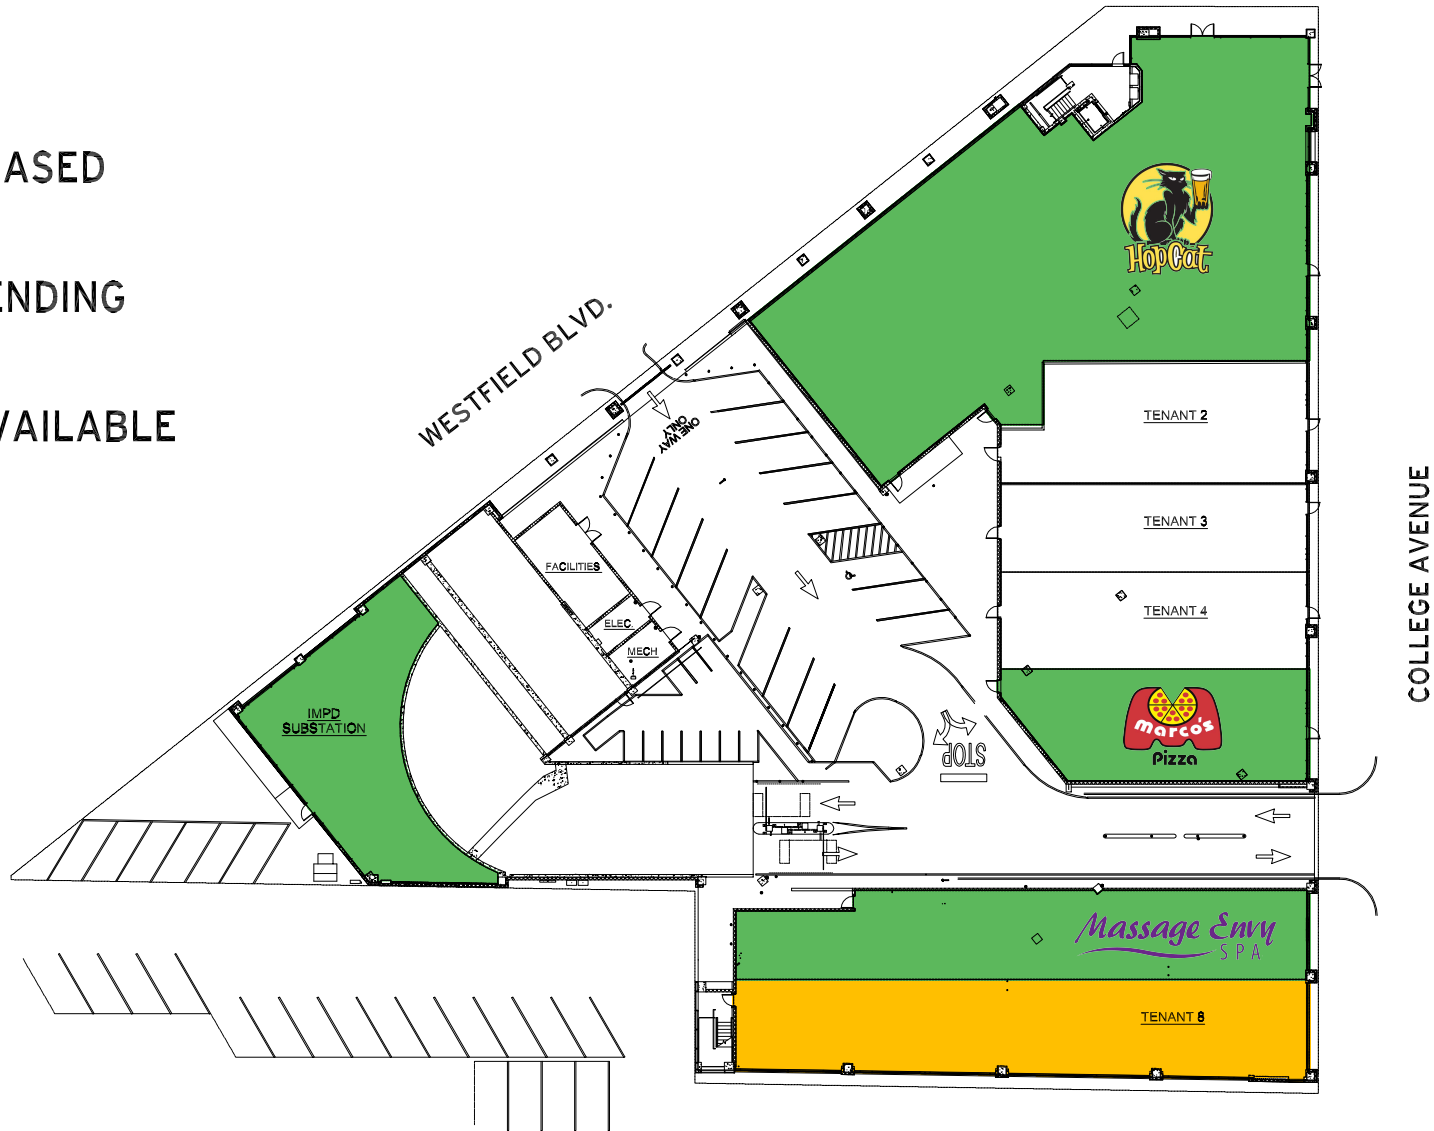 ASED
ENDING
VAILABLE
WESTFIELD BLVD.
COLLEGE AVENUE
HopCat
ONE WAY
ONLY
TENANT 2
TENANT 3
TENANT 4
FACILITIES
ELEC.
MECH
IMPD
SUBSTATION
marco's
Pizza
STOP
Massage Envy
SPA
TENANT 8